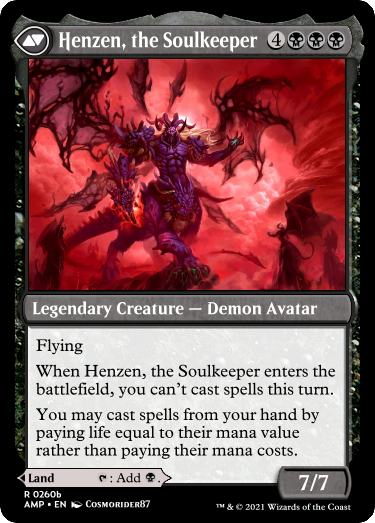 Henzen, the Soulkeeper 4
Legendary Creature — Demon Avatar
Flying
When Henzen, the Soulkeeper enters the
battlefield, you can't cast spells this turn.
You may cast spells from your hand by
paying life equal to their mana value
rather than paying their mana costs.
Land : Add .
7/7
R 0260b
AMP • EN Cosmorider87
™ & © 2021 Wizards of the Coast